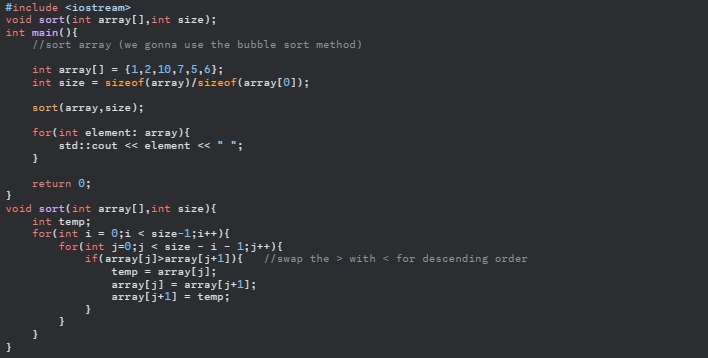 #include <iostream>
void sort(int array[],int size);
int main(){
    //sort array (we gonna use the bubble sort method)

    int array[] = {1,2,10,7,5,6};
    int size = sizeof(array)/sizeof(array[0]);

    sort(array,size);

    for(int element: array){
        std::cout << element << " ";
    }

    return 0;
}
void sort(int array[],int size){
    int temp;
    for(int i = 0;i < size-1;i++){
        for(int j=0;j < size - i - 1;j++){
            if(array[j]>array[j+1]){   //swap the > with < for descending order
                temp = array[j];
                array[j] = array[j+1];
                array[j+1] = temp;
            }
        }
    }
}